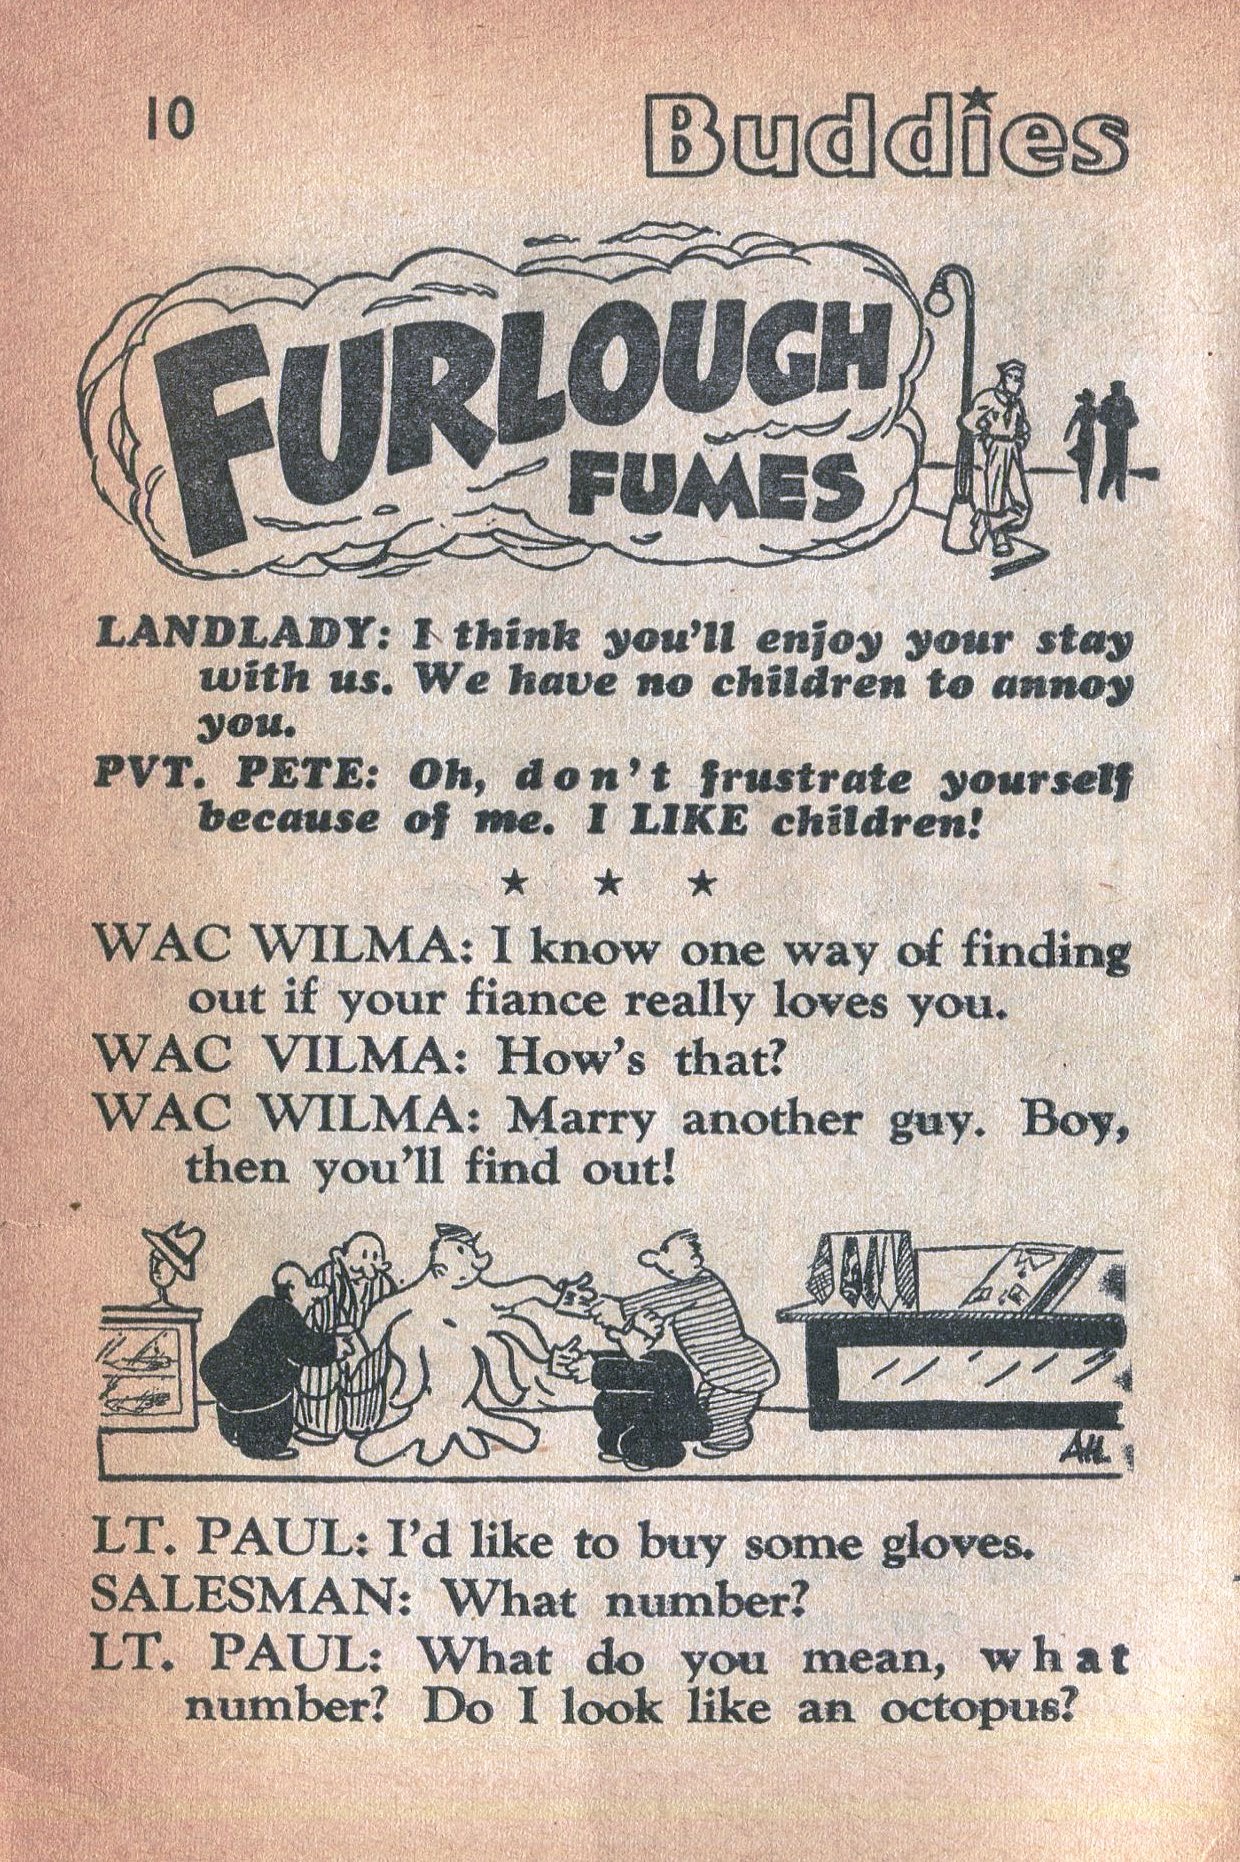 10
Buddies
FURLOUGH
FUMES
LANDLADY: I think you'll enjoy your stay
with us. We have no children to annoy
you.
PVT. PETE: Oh, don't frustrate yourself
because of me. I LIKE children!
★ ★ ★
WAC WILMA: I know one way of finding
out if your fiance really loves you.
WAC VILMA: How's that?
WAC WILMA: Marry another guy. Boy,
then you'll find out!
LT. PAUL: I'd like to buy some gloves.
SALESMAN: What number?
LT. PAUL: What do you mean, what
number? Do I look like an octopus?